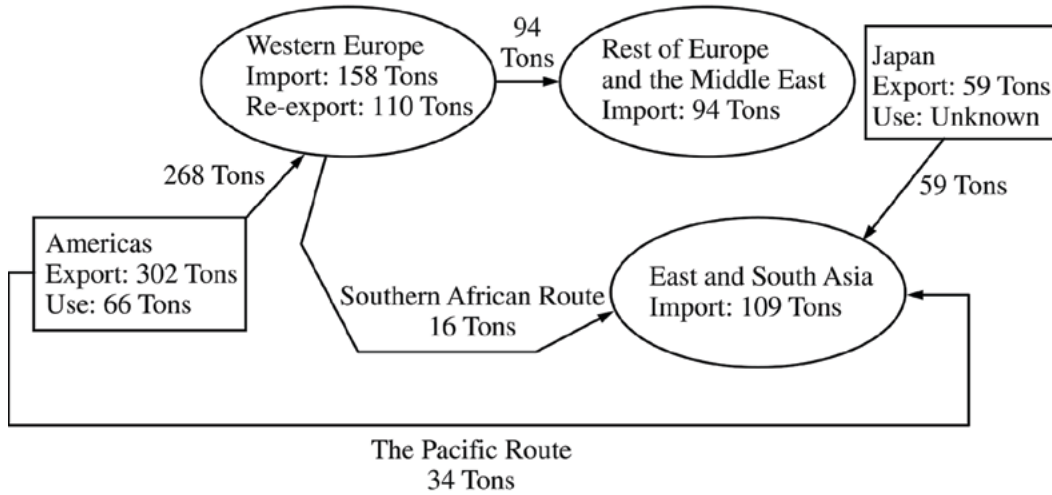 Western Europe
Import: 158 Tons
Re-export: 110 Tons
94
Tons
Rest of Europe
and the Middle East
Import: 94 Tons
Japan
Export: 59 Tons
Use: Unknown
268 Tons
59 Tons
Americas
Export: 302 Tons
Use: 66 Tons
Southern African Route
16 Tons
East and South Asia
Import: 109 Tons
The Pacific Route
34 Tons